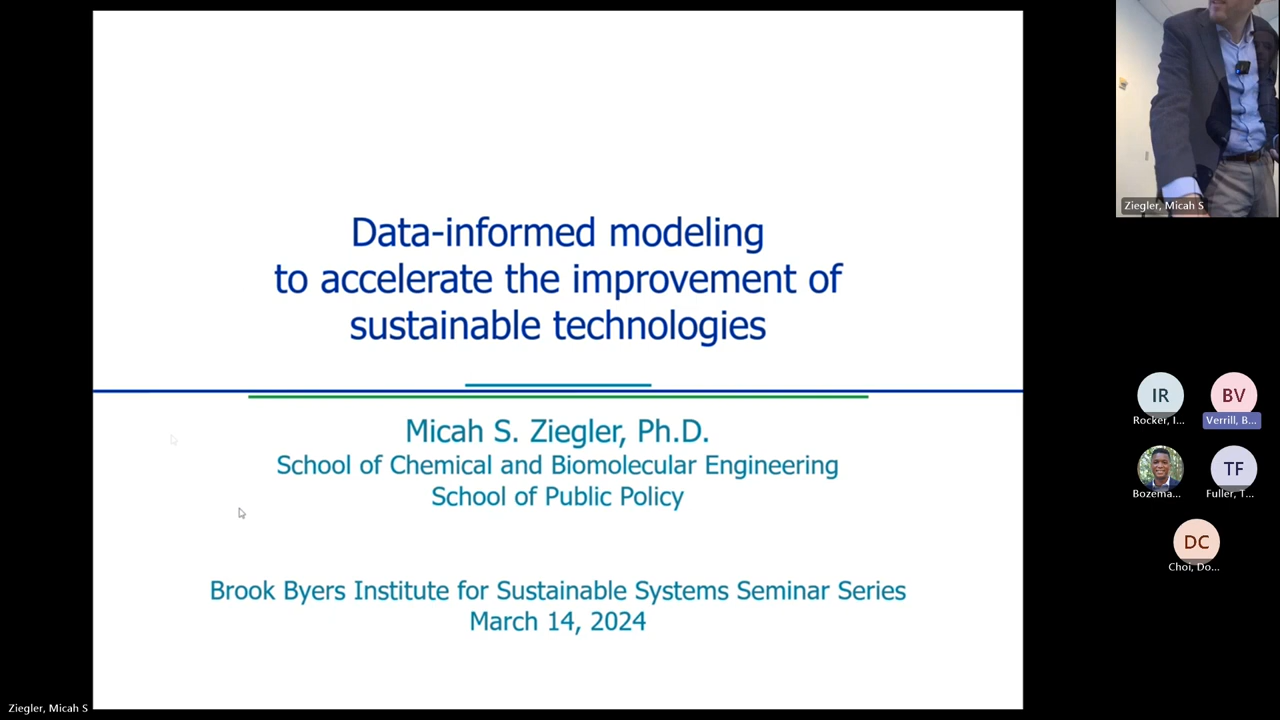 Data-informed modeling
to accelerate the improvement of
sustainable technologies
Micah S. Ziegler, Ph.D.
School of Chemical and Biomolecular Engineering
School of Public Policy
Brook Byers Institute for Sustainable Systems Seminar Series
March 14, 2024
Ziegler, Micah S
IR
Rocker, I...
BV
Verrill, B...
Bozema...
TF
Fuller, T...
DC
Choi, Do...
Ziegler, Micah S